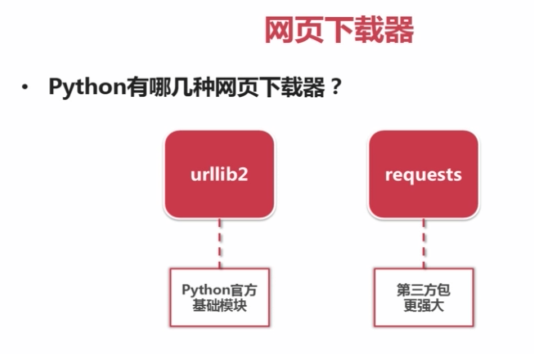 网页下载器
• Python有哪几种网页下载器？
urllib2
requests
Python官方
基础模块
第三方包
更强大